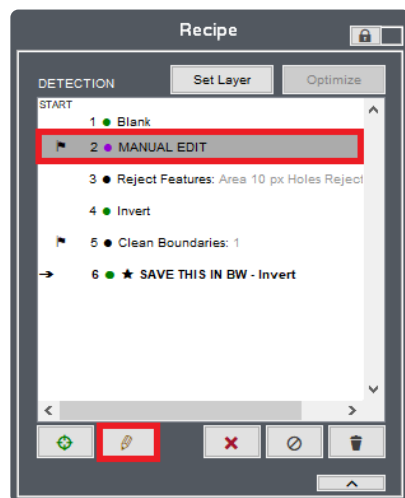 Recipe
DETECTION Set Layer Optimize
START
1 Blank
2 MANUAL EDIT
3 Reject Features: Area 10 px Holes Reject
4 Invert
5 Clean Boundaries: 1
6 ★ SAVE THIS IN BW - Invert